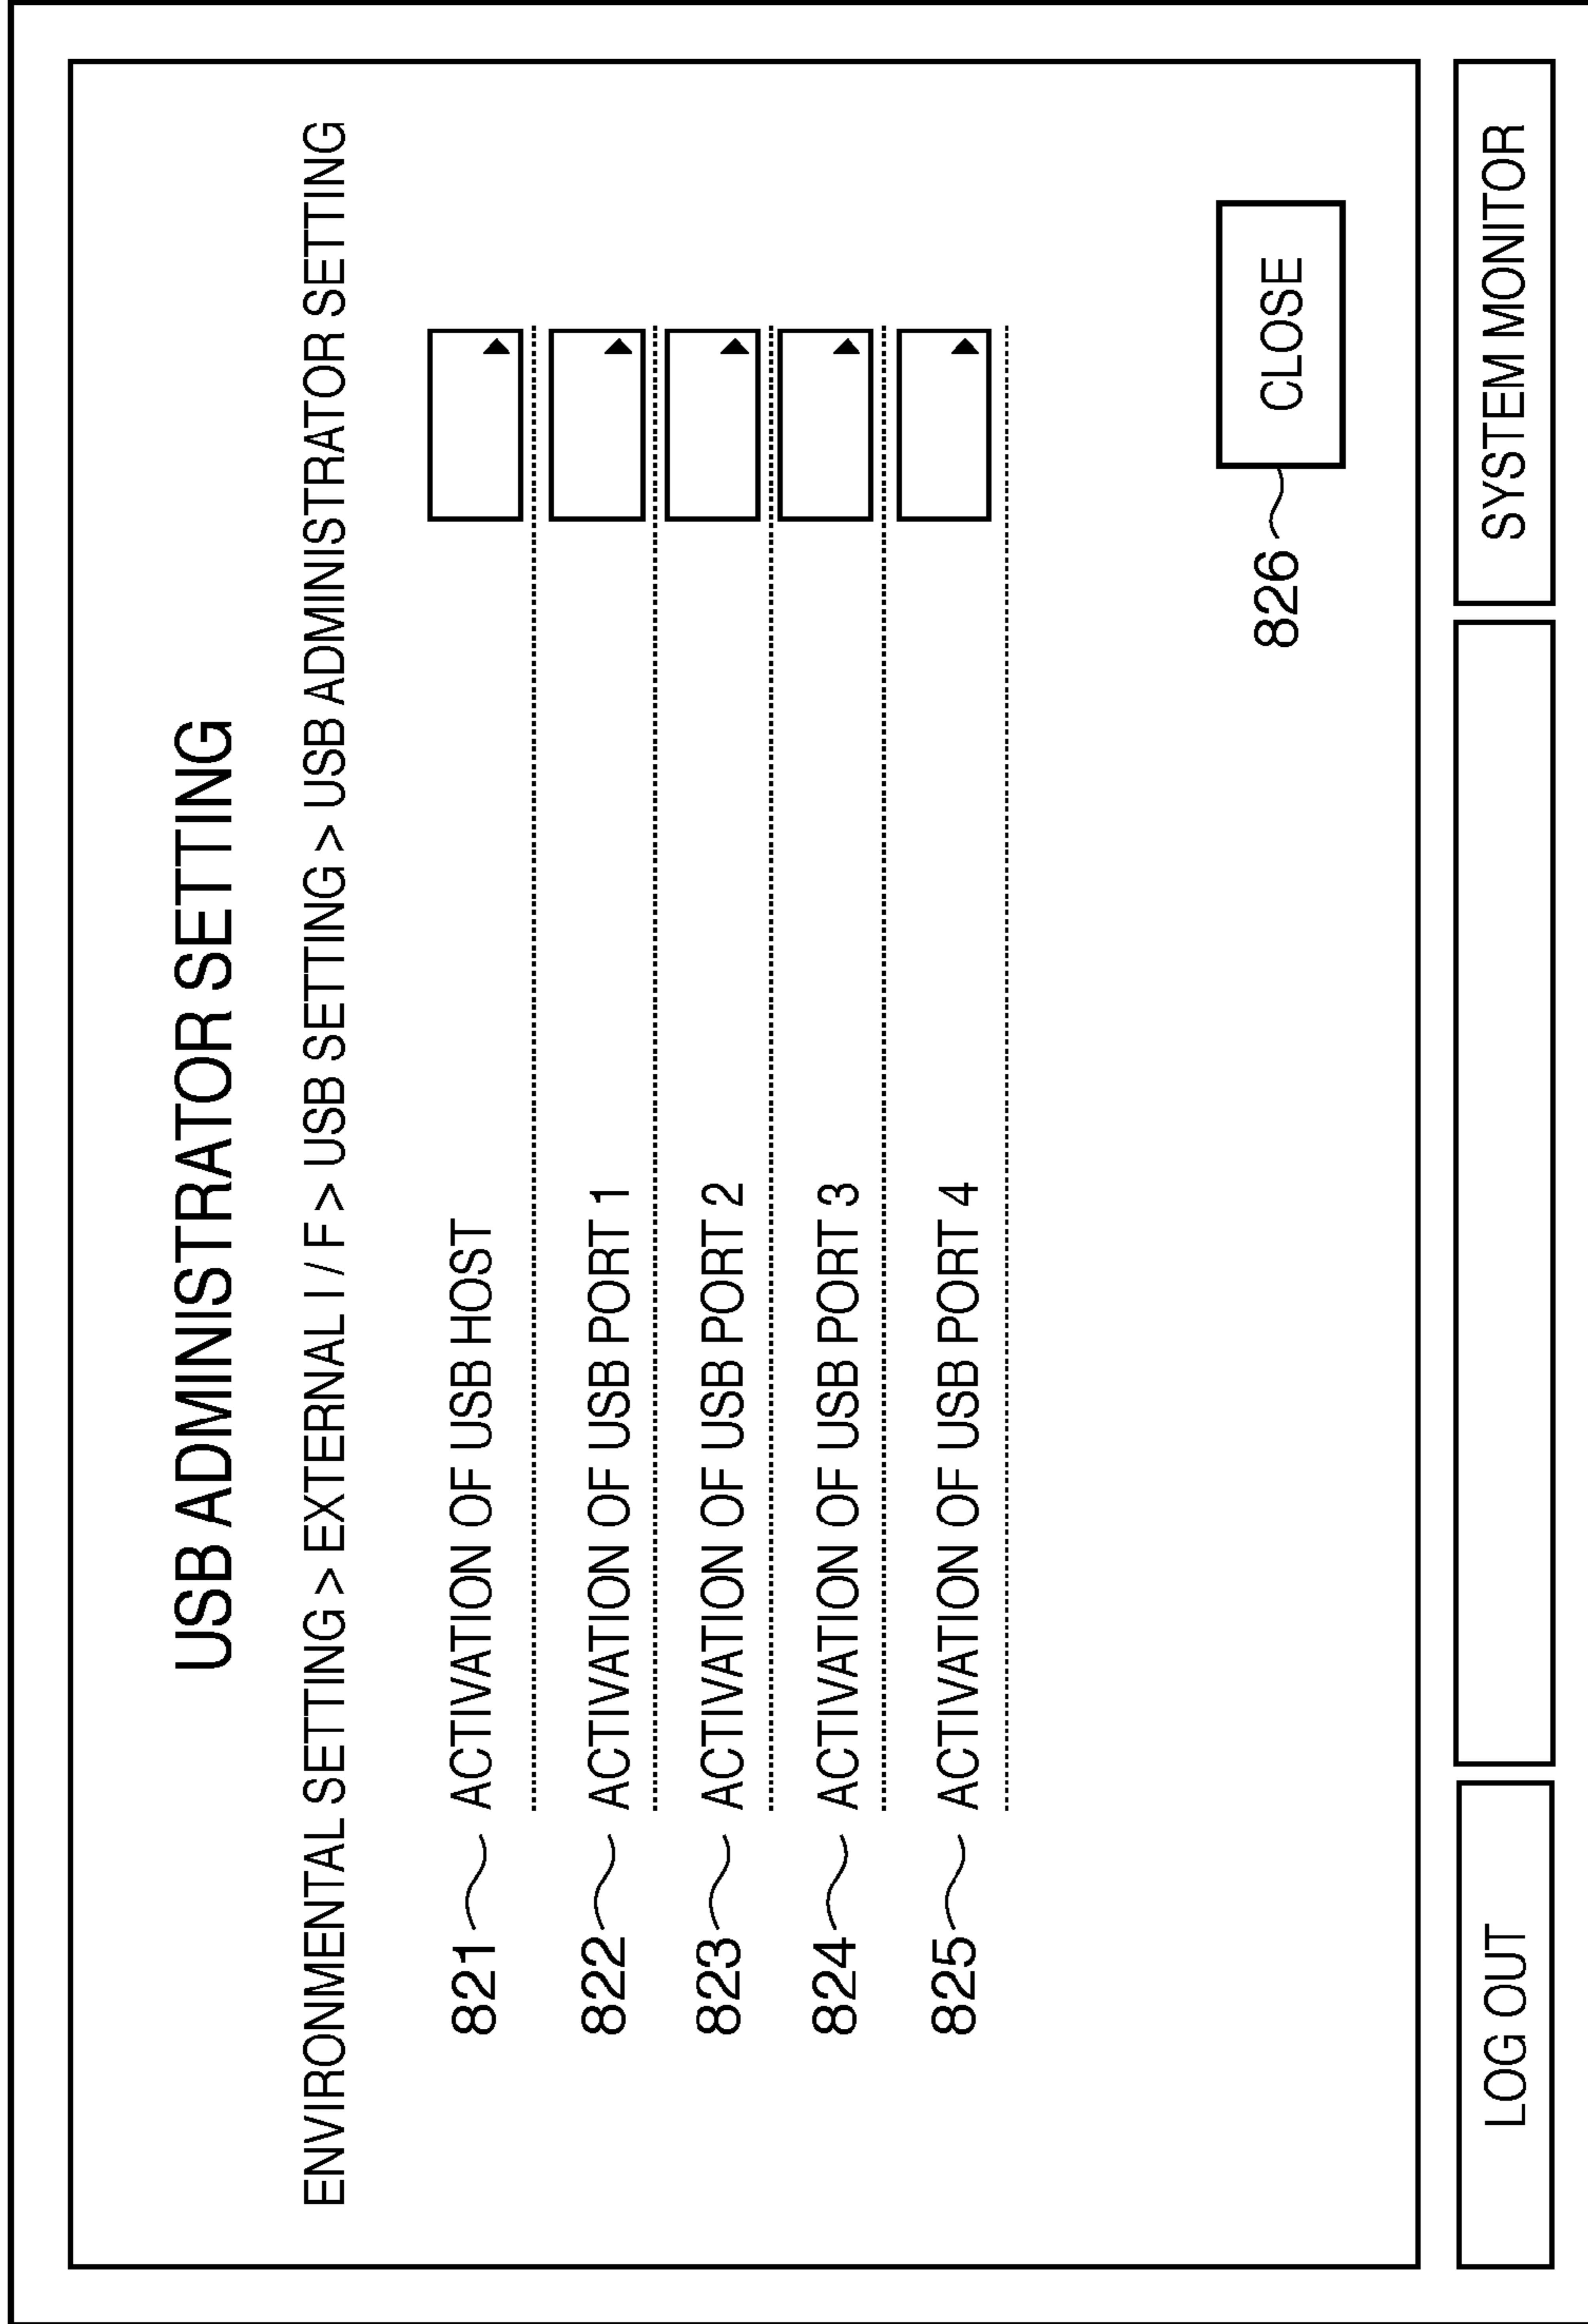 USB ADMINISTRATOR SETTING
ENVIRONMENTAL SETTING > EXTERNAL I / F > USB SETTING > USB ADMINISTRATOR SETTING
821 ACTIVATION OF USB HOST
822 ACTIVATION OF USB PORT 1
823 ACTIVATION OF USB PORT 2
824 ACTIVATION OF USB PORT 3
825 ACTIVATION OF USB PORT 4
826 CLOSE
LOG OUT SYSTEM MONITOR